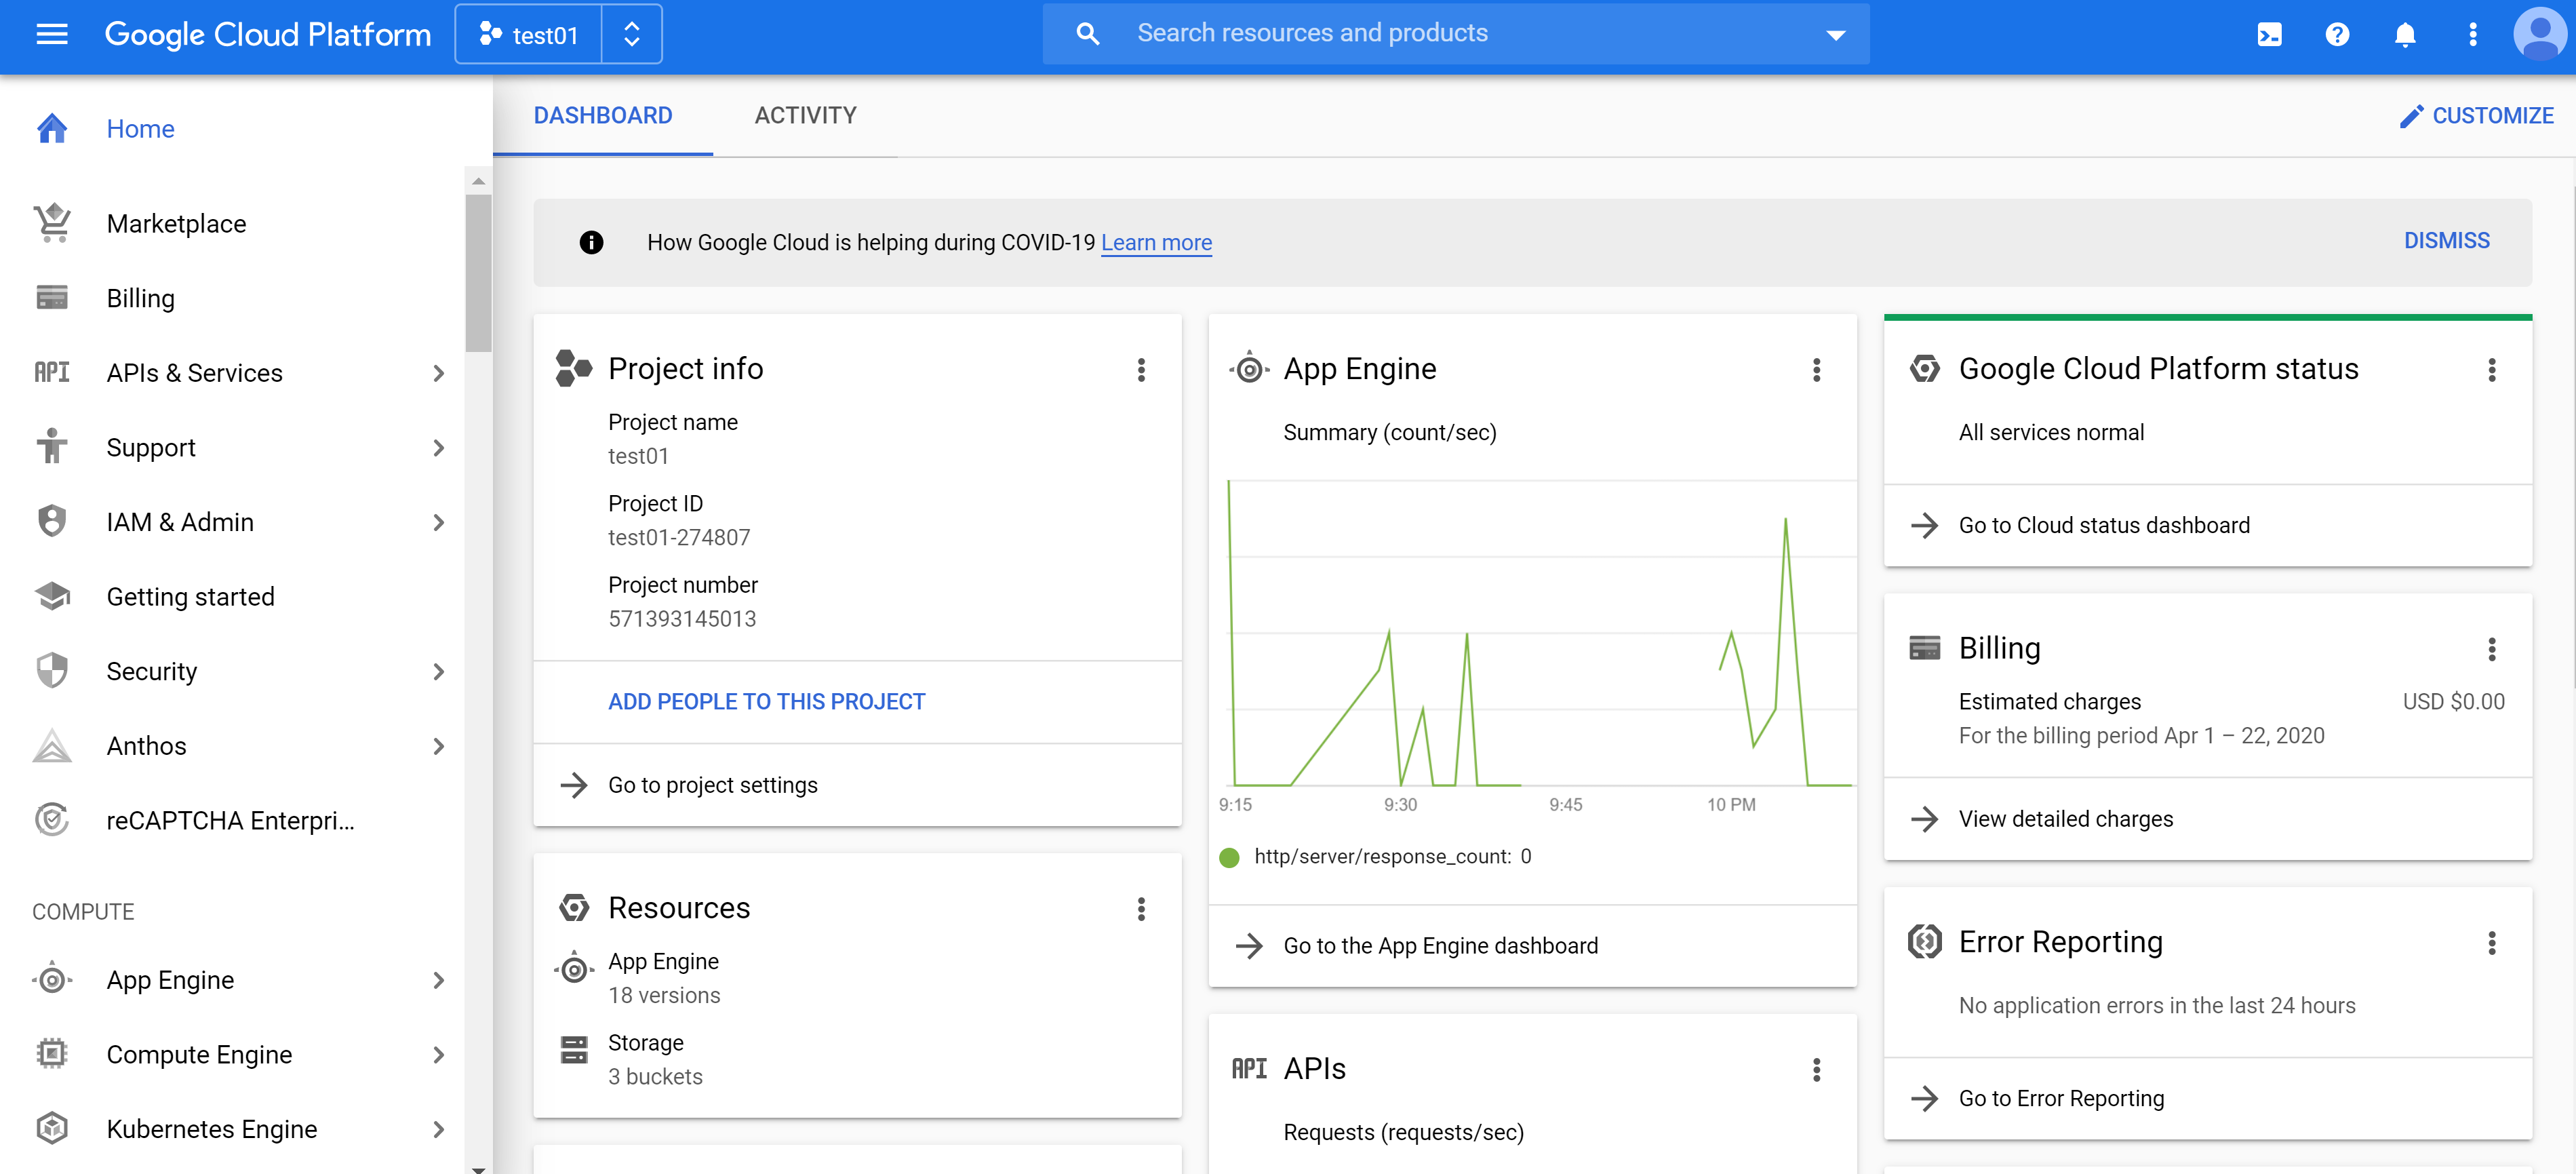 Google Cloud Platform
test01
Search resources and products
Home
Marketplace
Billing
API
APIs & Services
Support
IAM & Admin
Getting started
Security
Anthos
reCAPTCHA Enterpri...
COMPUTE
App Engine
Compute Engine
Kubernetes Engine
DASHBOARD
ACTIVITY
CUSTOMIZE
How Google Cloud is helping during COVID-19 Learn more
DISMISS
Project info
Project name
test01
Project ID
test01-274807
Project number
571393145013
ADD PEOPLE TO THIS PROJECT
Go to project settings
Resources
App Engine
18 versions
Storage
3 buckets
App Engine
Summary (count/sec)
9:15 9:30 9:45 10 PM
http/server/response_count: 0
Go to the App Engine dashboard
API APIs
Requests (requests/sec)
Google Cloud Platform status
All services normal
Go to Cloud status dashboard
Billing
Estimated charges USD $0.00
For the billing period Apr 1 – 22, 2020
View detailed charges
Error Reporting
No application errors in the last 24 hours
Go to Error Reporting